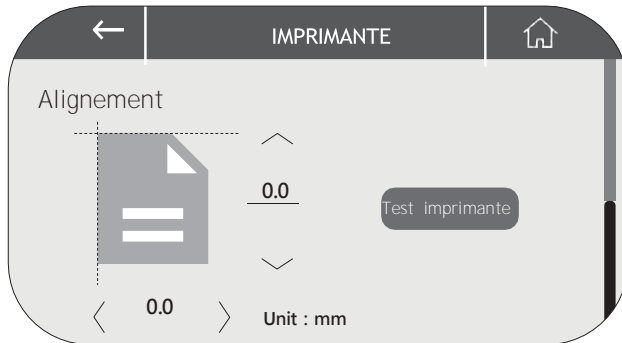 IMPRIMANTE
Alignement
0.0
Test imprimante
0.0
Unit : mm